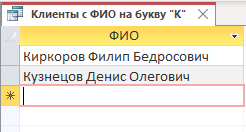 Клиенты с ФИО на букву "К"
ФИО
Киркоров Филип Бедросович
Кузнецов Денис Олегович